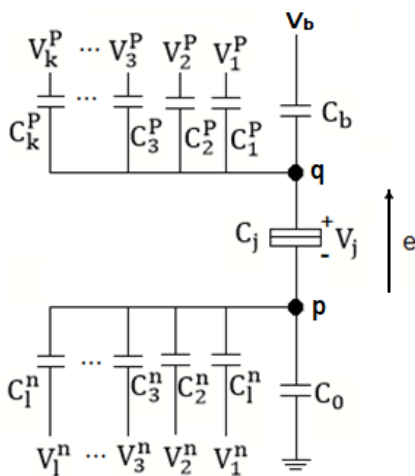 V_b
V_k^P ··· V_3^P V_2^P V_1^P
C_k^P ··· C_3^P C_2^P C_1^P C_b
q
C_j + - V_j e
p
C_l^n ··· C_3^n C_2^n C_l^n C_0
V_l^n ··· V_3^n V_2^n V_1^n